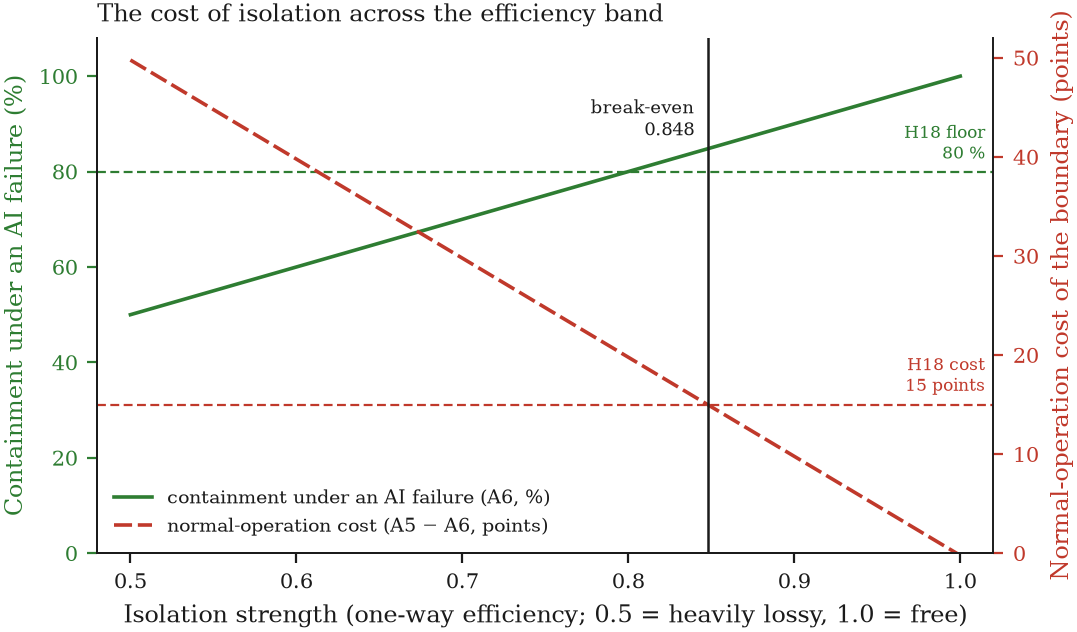 The cost of isolation across the efficiency band
Containment under an AI failure (%)
100
80
60
40
20
0
break-even
0.848
H18 floor
80 %
H18 cost
15 points
containment under an AI failure (A6, %)
normal-operation cost (A5 − A6, points)
50
40
30
20
10
0
Normal-operation cost of the boundary (points)
0.5
0.6
0.7
0.8
0.9
1.0
Isolation strength (one-way efficiency; 0.5 = heavily lossy, 1.0 = free)